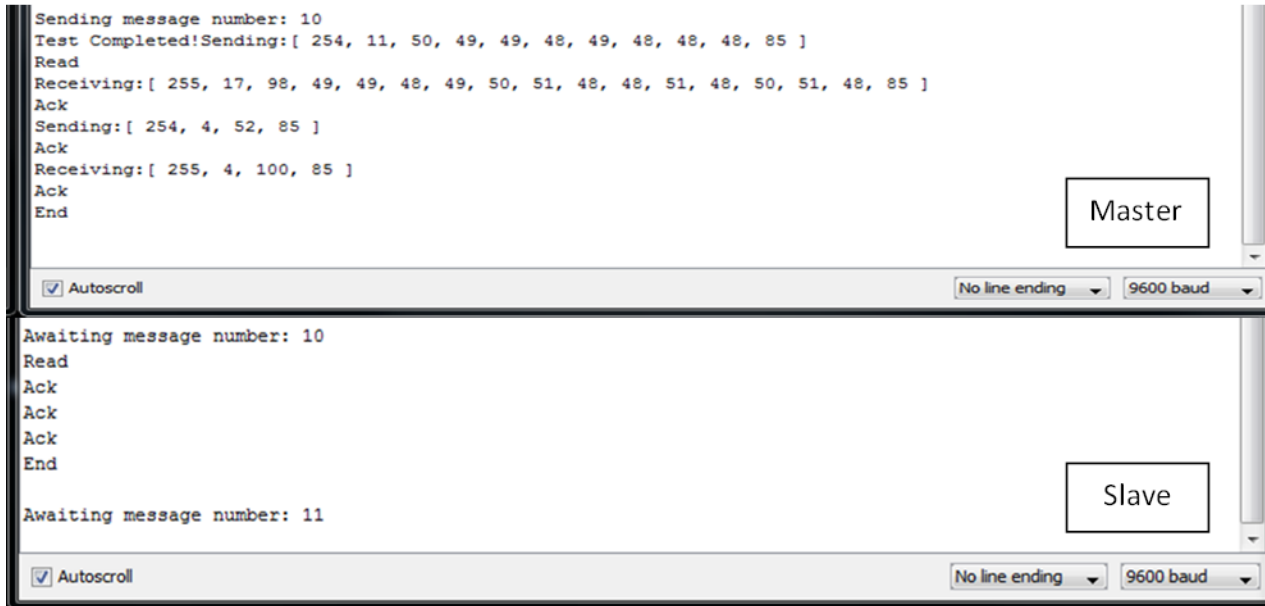 Sending message number: 10
Test Completed!Sending:[ 254, 11, 50, 49, 49, 48, 49, 48, 48, 48, 85 ]
Read
Receiving:[ 255, 17, 98, 49, 49, 48, 49, 50, 51, 48, 48, 51, 48, 50, 51, 48, 85 ]
Ack
Sending:[ 254, 4, 52, 85 ]
Ack
Receiving:[ 255, 4, 100, 85 ]
Ack
End
Master
Autoscroll
No line ending
9600 baud
Awaiting message number: 10
Read
Ack
Ack
Ack
End
Awaiting message number: 11
Slave
Autoscroll
No line ending
9600 baud